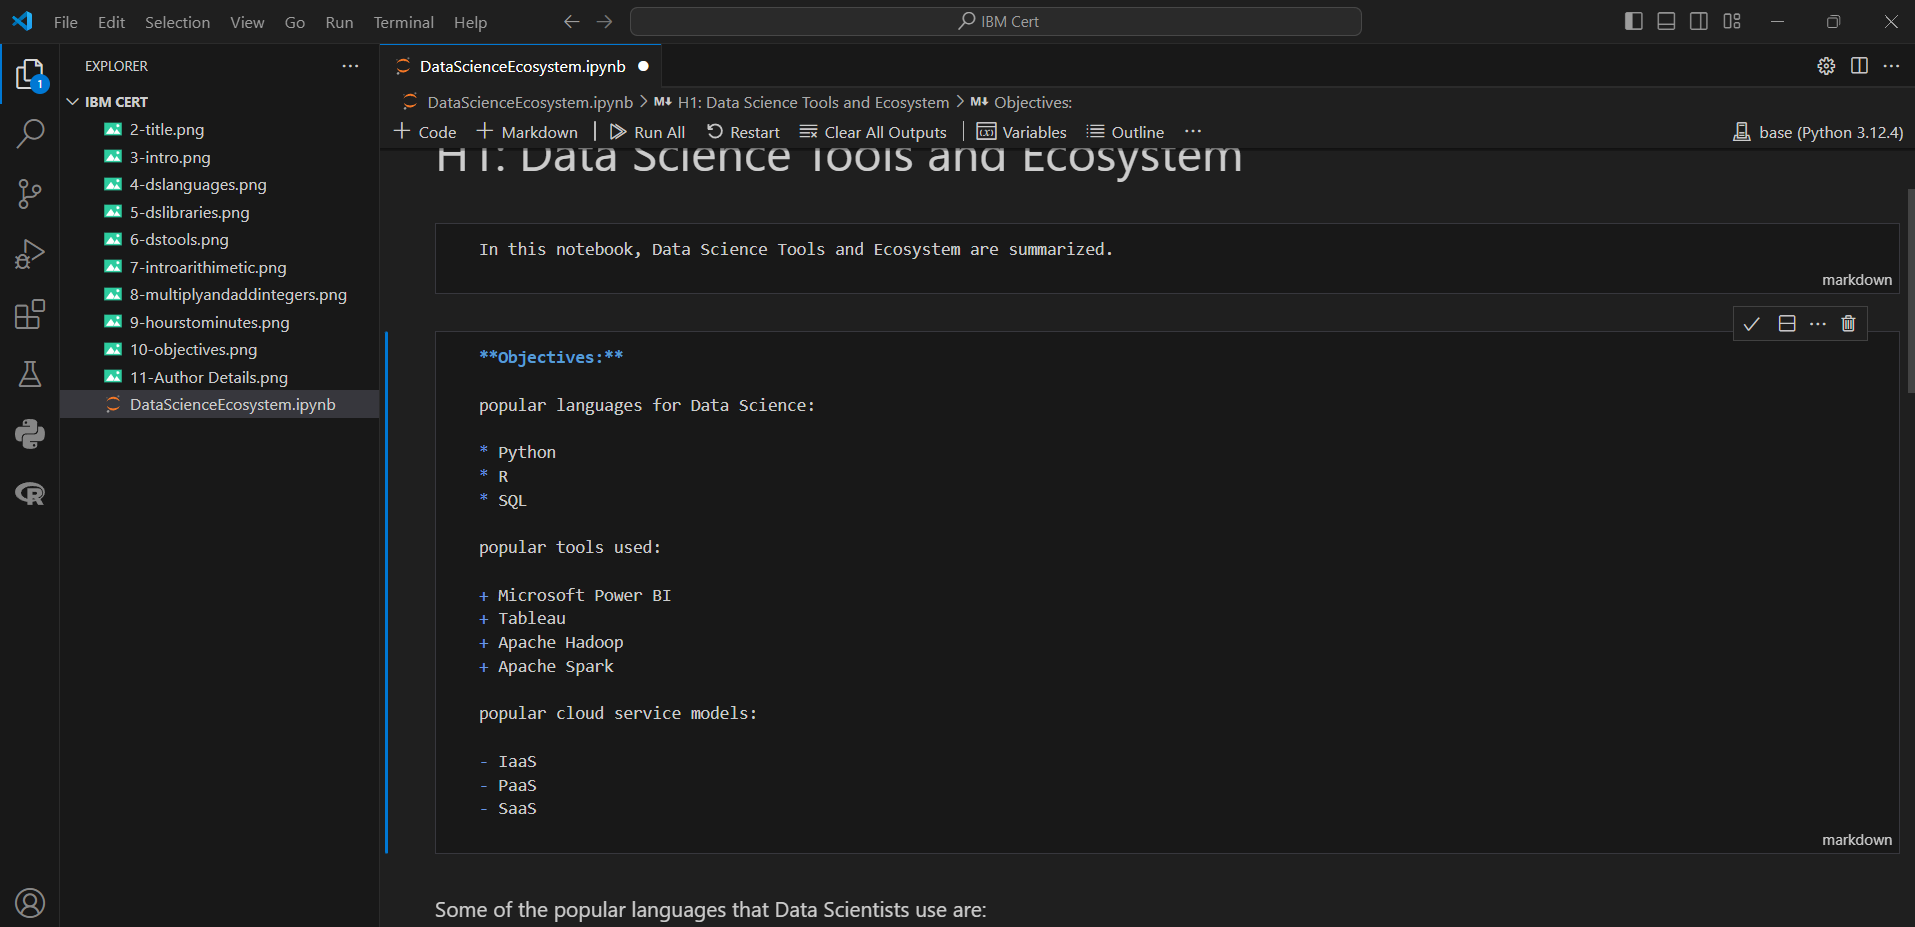 File Edit Selection View Go Run Terminal Help
IBM Cert
EXPLORER
1
IBM CERT
2-title.png
3-intro.png
4-dslanguages.png
5-dslibraries.png
6-dstools.png
7-introarithimetic.png
8-multiplyandaddintegers.png
9-hourstominutes.png
10-objectives.png
11-Author Details.png
DataScienceEcosystem.ipynb
DataScienceEcosystem.ipynb
DataScienceEcosystem.ipynb > M↓ H1: Data Science Tools and Ecosystem > M↓ Objectives:
+ Code + Markdown | Run All Restart Clear All Outputs | Variables Outline ...
base (Python 3.12.4)
H1: Data Science Tools and Ecosystem
In this notebook, Data Science Tools and Ecosystem are summarized.
markdown
**Objectives:**
popular languages for Data Science:
* Python
* R
* SQL
popular tools used:
+ Microsoft Power BI
+ Tableau
+ Apache Hadoop
+ Apache Spark
popular cloud service models:
- IaaS
- PaaS
- SaaS
markdown
Some of the popular languages that Data Scientists use are: